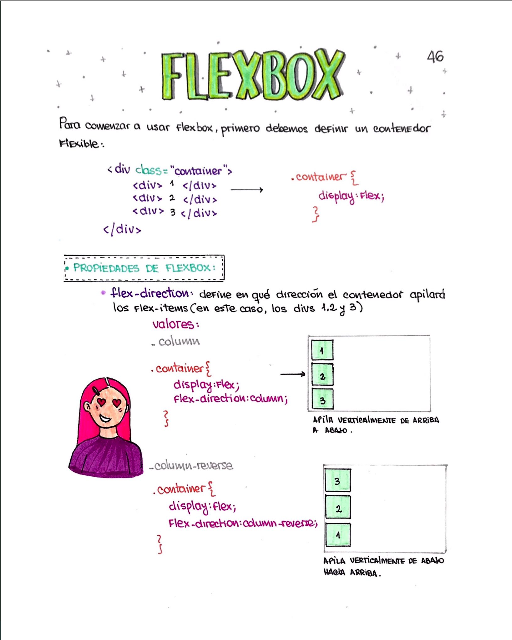 FLEXBOX
46
Para comenzar a usar flexbox, primero debemos definir un contenedor
flexible:
<div class="container">
<div> 1 </div>
<div> 2 </div>
<div> 3 </div>
</div>
.container {
display: flex;
}
• PROPIEDADES DE FLEXBOX:
• flex-direction: define en qué dirección el contenedor apilará
los flex-items (en este caso, los divs 1,2 y 3)
valores:
- column
.container {
display: flex;
flex-direction: column;
}
1
2
3
APILA VERTICALMENTE DE ARRIBA
A ABAJO.
-column-reverse
.container {
display: flex;
flex-direction: column-reverse;
}
3
2
1
APILA VERTICALMENTE DE ABAJO
HACIA ARRIBA.